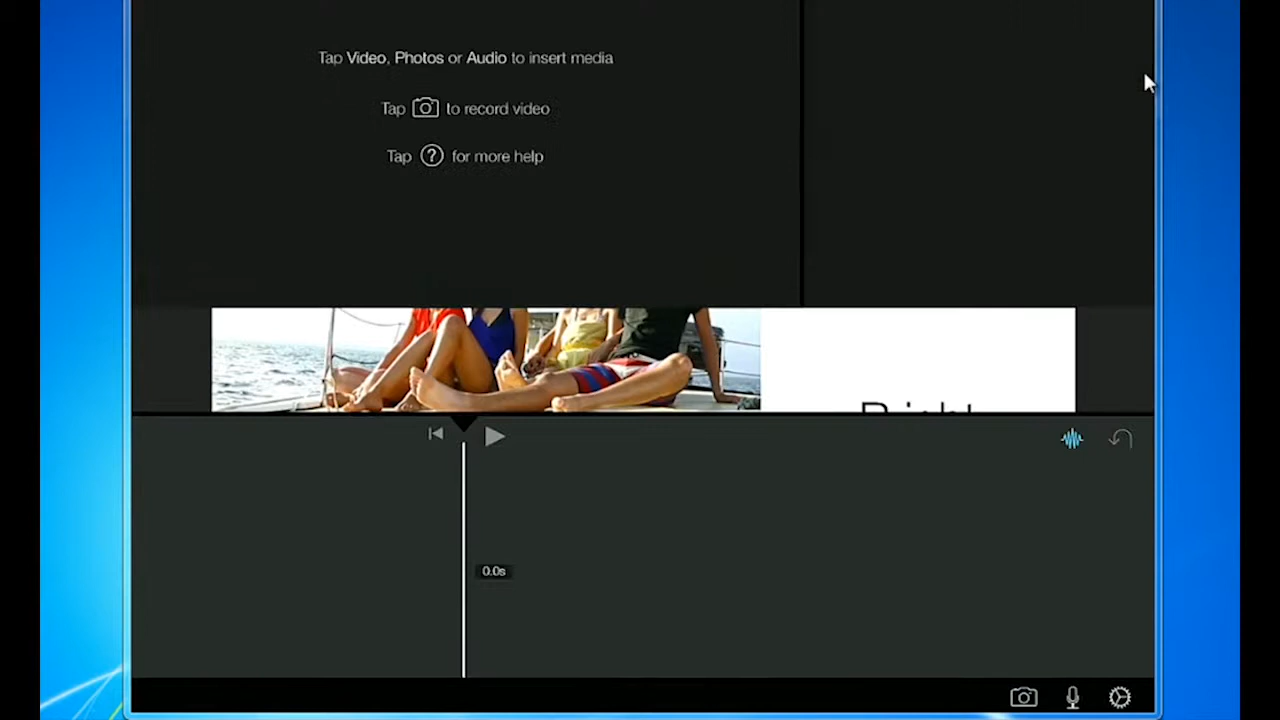 Tap Video, Photos or Audio to insert media
Tap to record video
Tap ? for more help
0.0s